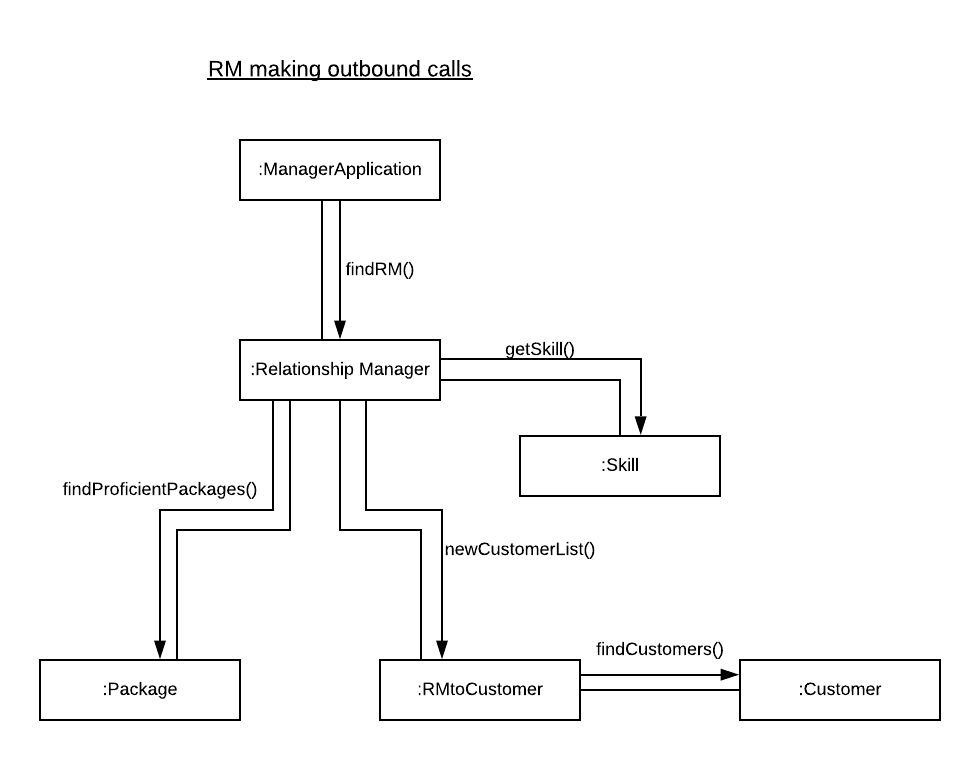 RM making outbound calls
:ManagerApplication
findRM()
getSkill()
:Relationship Manager
:Skill
findProficientPackages()
newCustomerList()
findCustomers()
:Package
:RMtoCustomer
:Customer